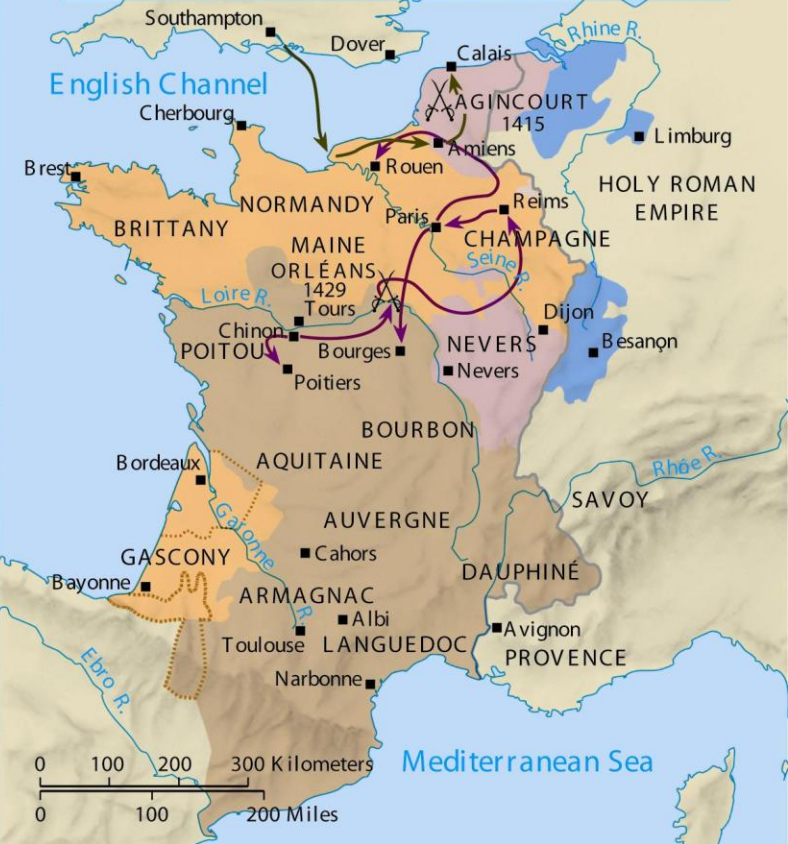 Southampton
Dover
Rhine R.
Calais
English Channel
Cherbourg
AGINCOURT
1415
Limburg
Amiens
Brest
Rouen
HOLY ROMAN
EMPIRE
NORMANDY
Reims
Paris
BRITTANY
CHAMPAGNE
MAINE
Seine R.
ORLÉANS
1429
Loire R.
Tours
Dijon
Chinon
POITOU
Bourges
NEVERS
Besançon
Nevers
Poitiers
BOURBON
Bordeaux
AQUITAINE
Rhôe R.
SAVOY
Garonne R.
AUVERGNE
GASCONY
Cahors
Bayonne
DAUPHINÉ
ARMAGNAC
Albi
Avignon
Toulouse
LANGUEDOC
PROVENCE
Ebro R.
Narbonne
0 100 200 300 Kilometers
Mediterranean Sea
0 100 200 Miles